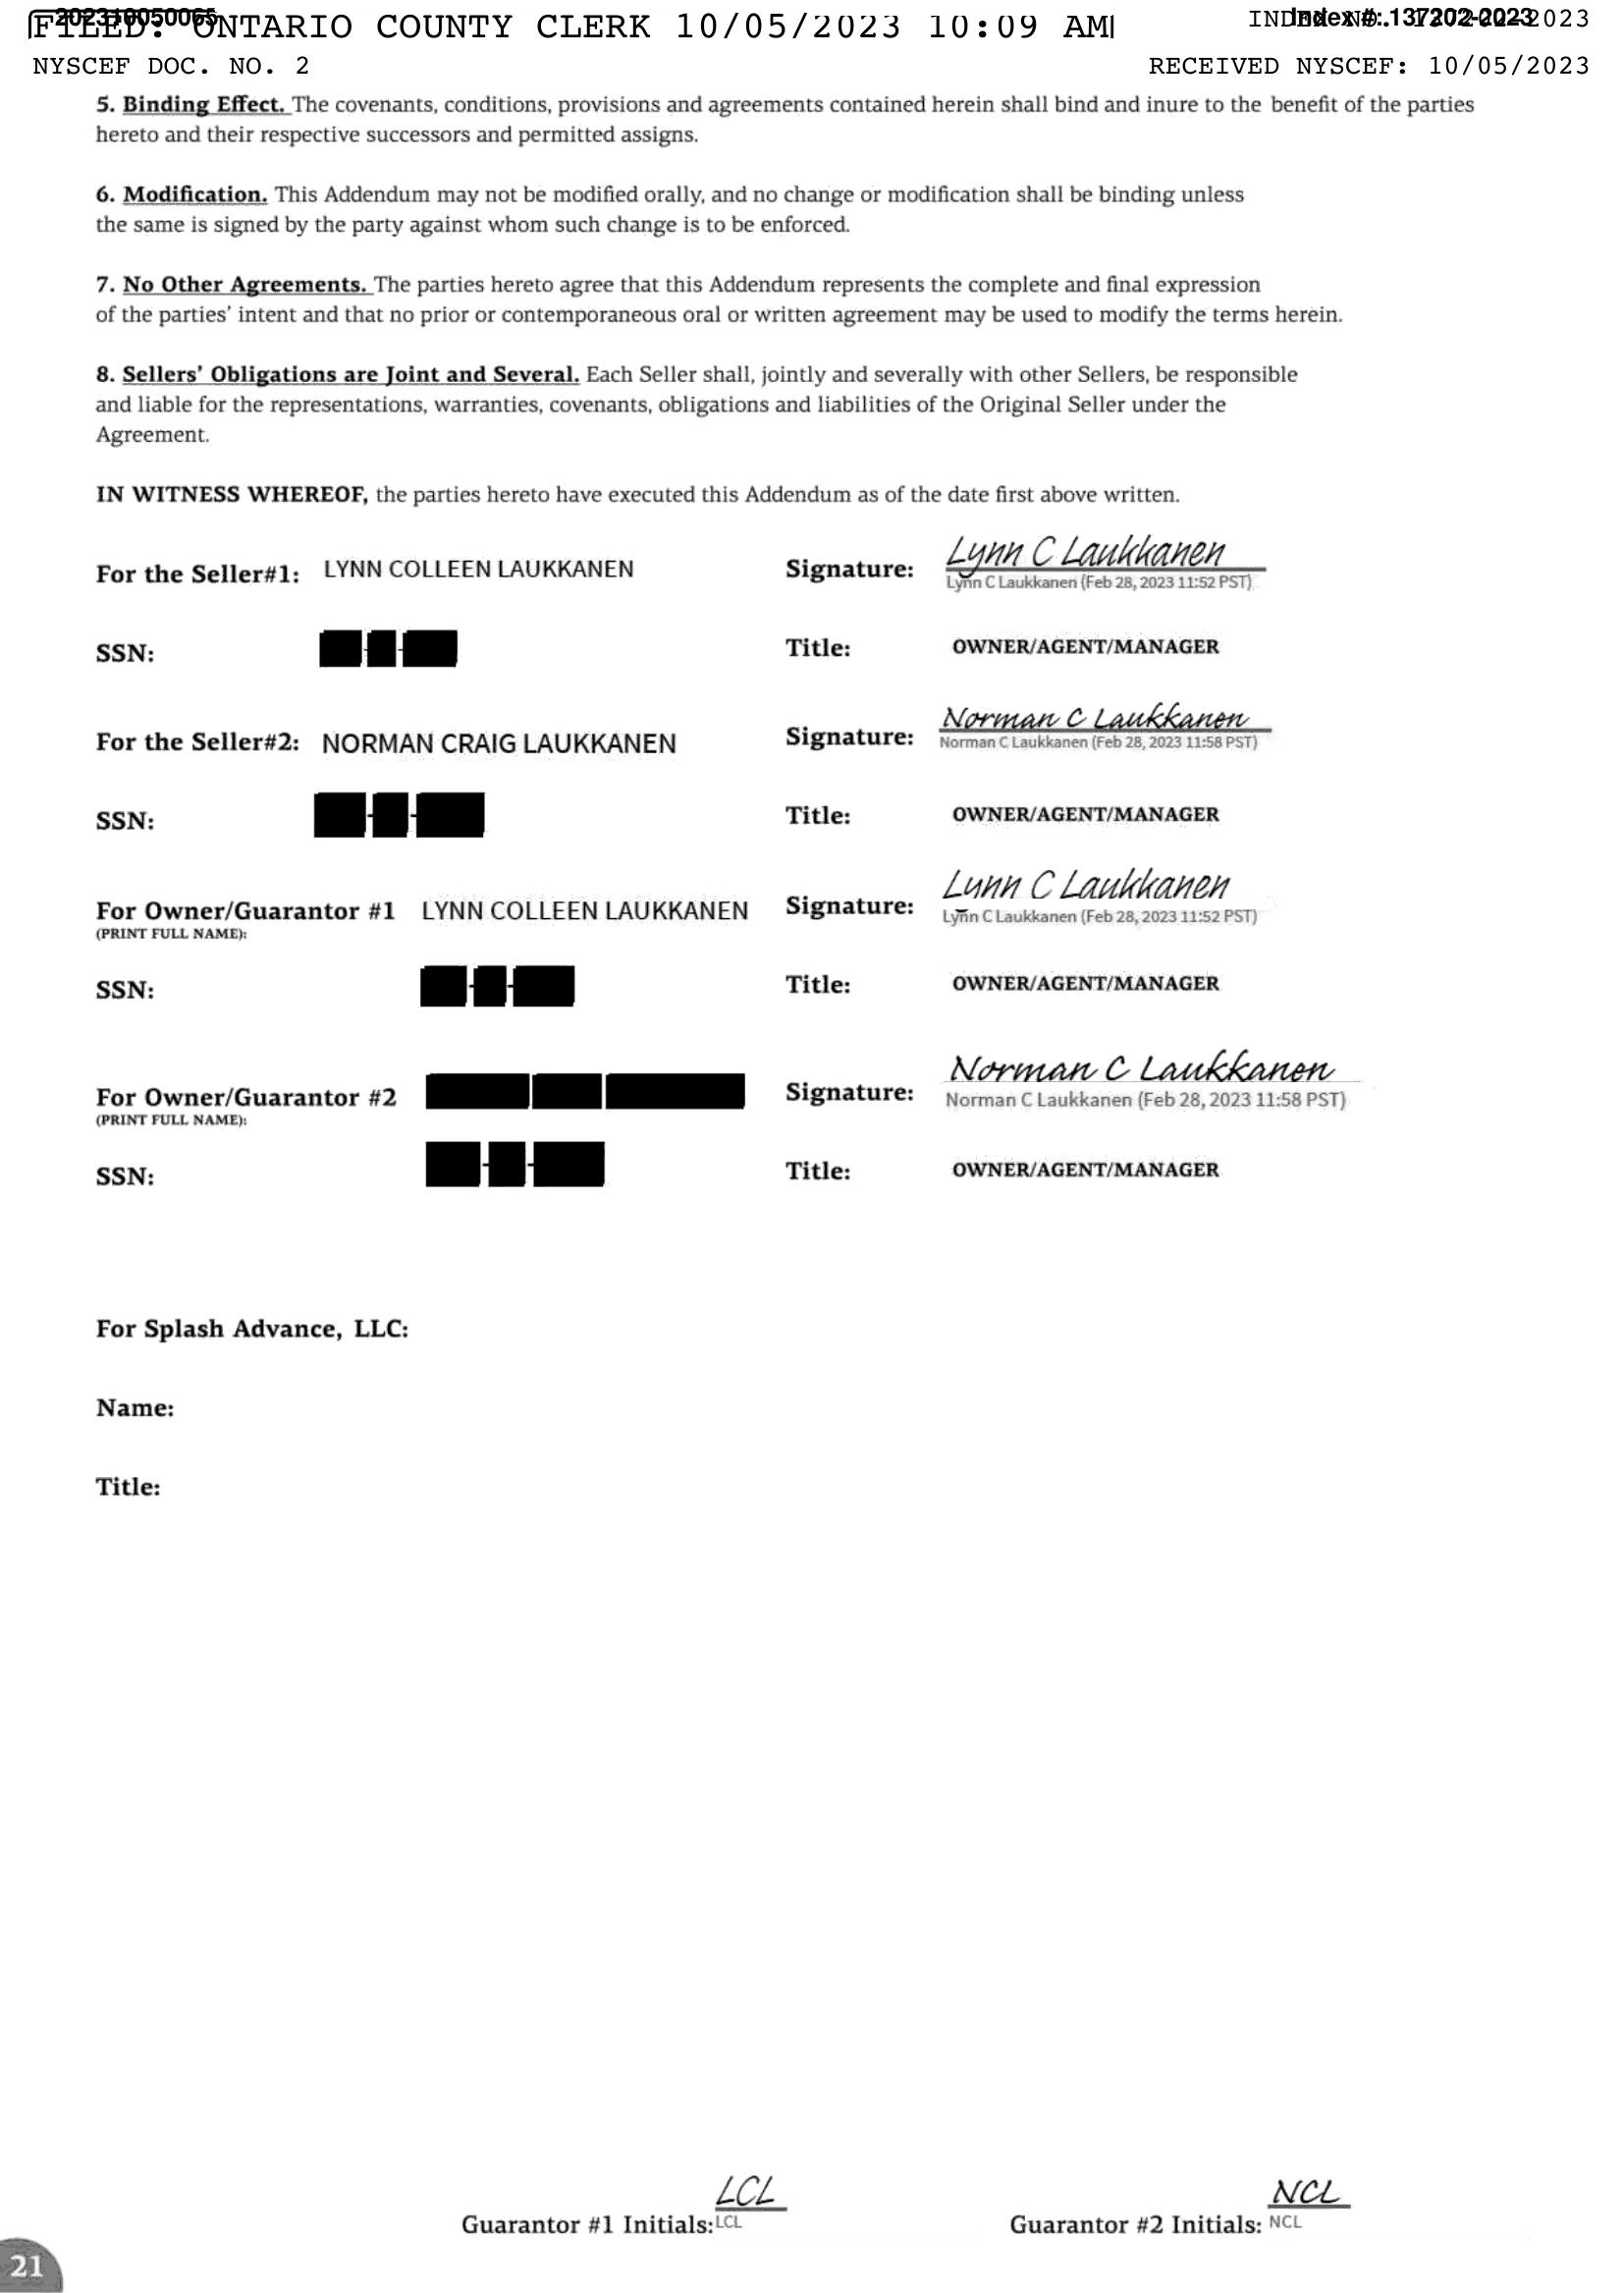 FILED: ONTARIO COUNTY CLERK 10/05/2023 10:09 AM
202310050065
INDEX NO. 137202-2023
Index #: 137202-2023
NYSCEF DOC. NO. 2
RECEIVED NYSCEF: 10/05/2023
5. Binding Effect. The covenants, conditions, provisions and agreements contained herein shall bind and inure to the benefit of the parties
hereto and their respective successors and permitted assigns.
6. Modification. This Addendum may not be modified orally, and no change or modification shall be binding unless
the same is signed by the party against whom such change is to be enforced.
7. No Other Agreements. The parties hereto agree that this Addendum represents the complete and final expression
of the parties' intent and that no prior or contemporaneous oral or written agreement may be used to modify the terms herein.
8. Sellers' Obligations are Joint and Several. Each Seller shall, jointly and severally with other Sellers, be responsible
and liable for the representations, warranties, covenants, obligations and liabilities of the Original Seller under the
Agreement.
IN WITNESS WHEREOF, the parties hereto have executed this Addendum as of the date first above written.
For the Seller#1: LYNN COLLEEN LAUKKANEN Signature: Lynn C Laukkanen
Lynn C Laukkanen (Feb 28, 2023 11:52 PST)
SSN: Title: OWNER/AGENT/MANAGER
For the Seller#2: NORMAN CRAIG LAUKKANEN Signature: Norman C Laukkanen
Norman C Laukkanen (Feb 28, 2023 11:58 PST)
SSN: Title: OWNER/AGENT/MANAGER
For Owner/Guarantor #1 LYNN COLLEEN LAUKKANEN Signature: Lynn C Laukkanen
(PRINT FULL NAME): Lynn C Laukkanen (Feb 28, 2023 11:52 PST)
SSN: Title: OWNER/AGENT/MANAGER
For Owner/Guarantor #2 Signature: Norman C Laukkanen
(PRINT FULL NAME): Norman C Laukkanen (Feb 28, 2023 11:58 PST)
SSN: Title: OWNER/AGENT/MANAGER
For Splash Advance, LLC:
Name:
Title:
Guarantor #1 Initials: LCL
LCL
Guarantor #2 Initials: NCL
NCL
21